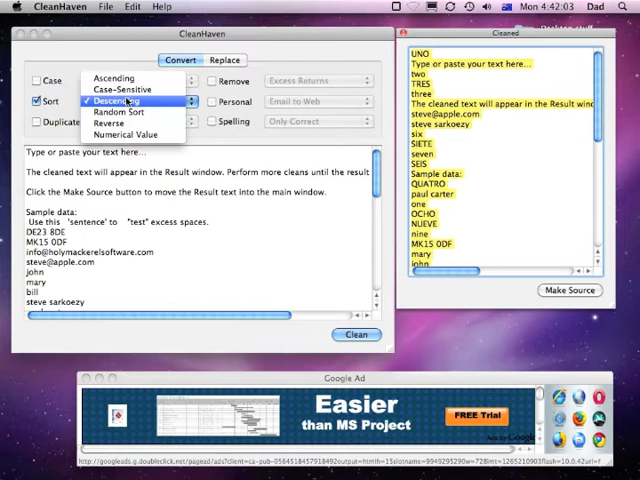 CleanHaven File Edit Help
Fri 4:42:03 Dad
CleanHaven
Convert Replace
Case
Sort
Duplicate
Ascending
Case-Sensitive
✓ Descending
Random Sort
Reverse
Numerical Value
Remove Excess Returns
Personal Email to Web
Spelling Only Correct
Type or paste your text here...
The cleaned text will appear in the Result window. Perform more cleans until the result
Click the Make Source button to move the Result text into the main window.
Sample data:
Use this 'sentence' to "test" excess spaces.
DE23 8DE
MK15 0DF
info@holymackerelsoftware.com
steve@apple.com
john
mary
bill
steve sarkoezy
Clean
Cleaned
UNO
Type or paste your text here...
two
TRES
three
The cleaned text will appear in the Result wind
steve@apple.com
steve sarkoezy
six
SIETE
seven
SEIS
Sample data:
QUATRO
paul carter
one
OCHO
NUEVE
nine
MK15 0DF
mary
john
Make Source
Google Ad
Easier
than MS Project
FREE Trial